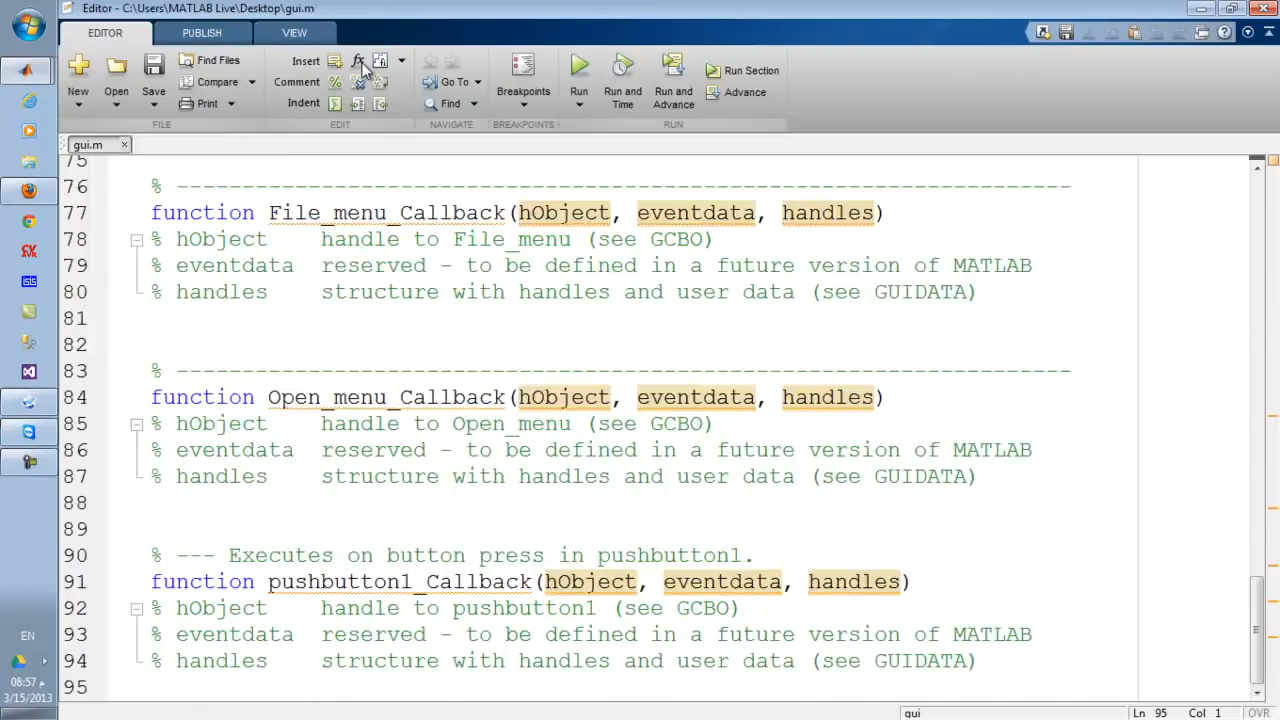 Editor - C:\Users\MATLAB Live\Desktop\gui.m
EDITOR PUBLISH VIEW
New Open Save
Find Files
Compare
Print
FILE
Insert
Comment
Indent
EDIT
Go To
Find
NAVIGATE
Breakpoints
BREAKPOINTS
Run
Run and Time
Run and Advance
Run Section
Advance
RUN
gui.m
75
76 % --------------------------------------------------------------------
77 function File_menu_Callback(hObject, eventdata, handles)
78 % hObject    handle to File_menu (see GCBO)
79 % eventdata  reserved - to be defined in a future version of MATLAB
80 % handles    structure with handles and user data (see GUIDATA)
81
82
83 % --------------------------------------------------------------------
84 function Open_menu_Callback(hObject, eventdata, handles)
85 % hObject    handle to Open_menu (see GCBO)
86 % eventdata  reserved - to be defined in a future version of MATLAB
87 % handles    structure with handles and user data (see GUIDATA)
88
89
90 % --- Executes on button press in pushbutton1.
91 function pushbutton1_Callback(hObject, eventdata, handles)
92 % hObject    handle to pushbutton1 (see GCBO)
93 % eventdata  reserved - to be defined in a future version of MATLAB
94 % handles    structure with handles and user data (see GUIDATA)
95
EN
08:57 م
3/15/2013
gui
Ln 95 Col 1 OVR